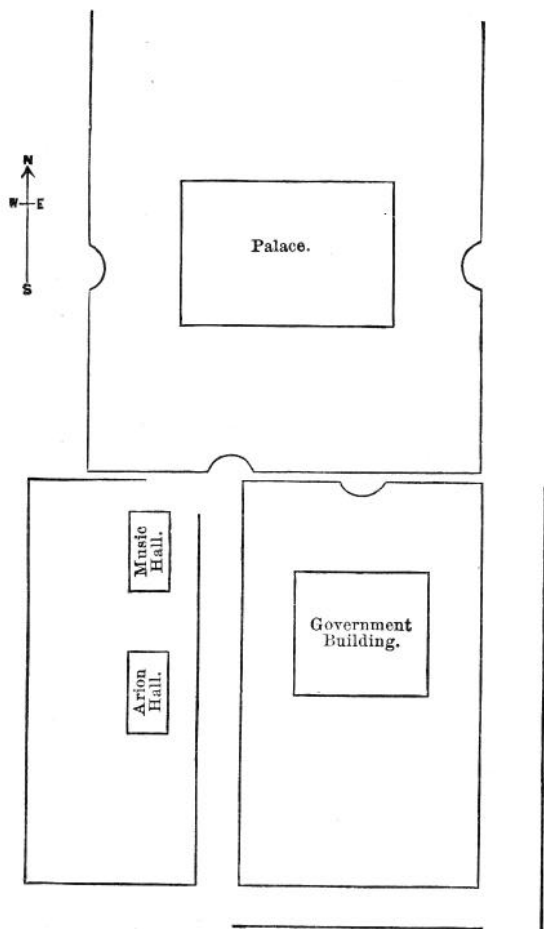 N
W E
S
Palace.
Music
Hall.
Arion
Hall.
Government
Building.